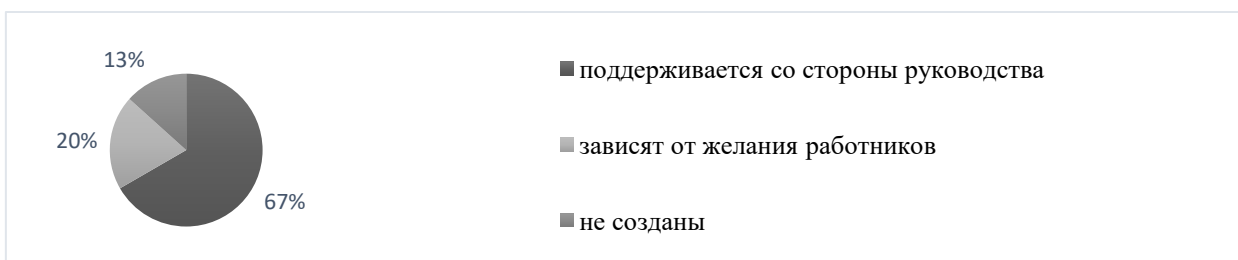 13%
20%
67%
поддерживается со стороны руководства
зависят от желания работников
не созданы